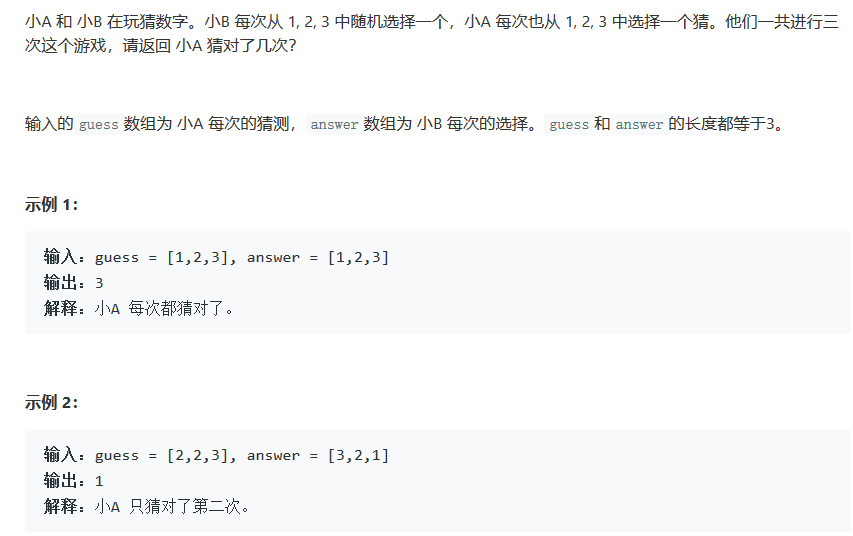 小A 和 小B 在玩猜数字。小B 每次从 1, 2, 3 中随机选择一个，小A 每次也从 1, 2, 3 中选择一个猜。他们一共进行三
次这个游戏，请返回 小A 猜对了几次？
输入的 guess 数组为 小A 每次的猜测， answer 数组为 小B 每次的选择。 guess 和 answer 的长度都等于3。
示例 1：
输入：guess = [1,2,3], answer = [1,2,3]
输出：3
解释：小A 每次都猜对了。
示例 2：
输入：guess = [2,2,3], answer = [3,2,1]
输出：1
解释：小A 只猜对了第二次。